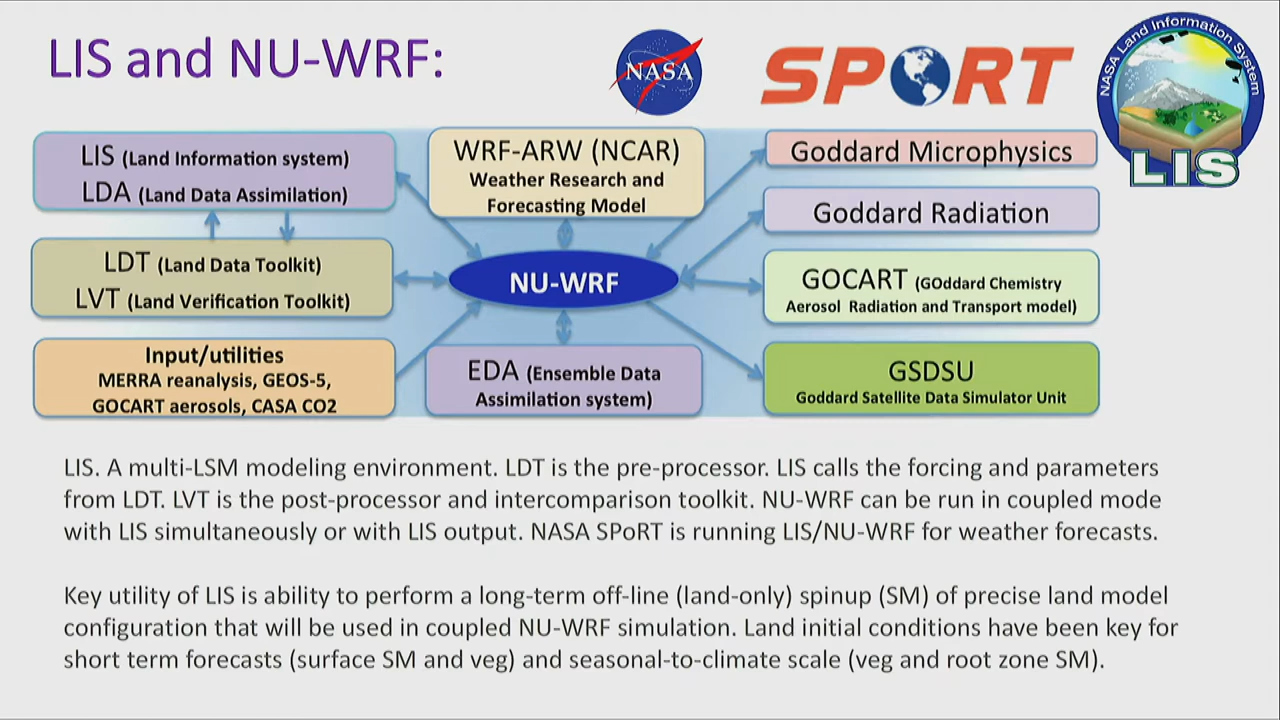 LIS and NU-WRF:
NASA
SPORT
NASA Land Information System
LIS
LIS (Land Information system)
LDA (Land Data Assimilation)
WRF-ARW (NCAR)
Weather Research and
Forecasting Model
Goddard Microphysics
Goddard Radiation
LDT (Land Data Toolkit)
LVT (Land Verification Toolkit)
NU-WRF
GOCART (GOddard Chemistry
Aerosol Radiation and Transport model)
Input/utilities
MERRA reanalysis, GEOS-5,
GOCART aerosols, CASA CO2
EDA (Ensemble Data
Assimilation system)
GSDSU
Goddard Satellite Data Simulator Unit
LIS. A multi-LSM modeling environment. LDT is the pre-processor. LIS calls the forcing and parameters
from LDT. LVT is the post-processor and intercomparison toolkit. NU-WRF can be run in coupled mode
with LIS simultaneously or with LIS output. NASA SPoRT is running LIS/NU-WRF for weather forecasts.
Key utility of LIS is ability to perform a long-term off-line (land-only) spinup (SM) of precise land model
configuration that will be used in coupled NU-WRF simulation. Land initial conditions have been key for
short term forecasts (surface SM and veg) and seasonal-to-climate scale (veg and root zone SM).